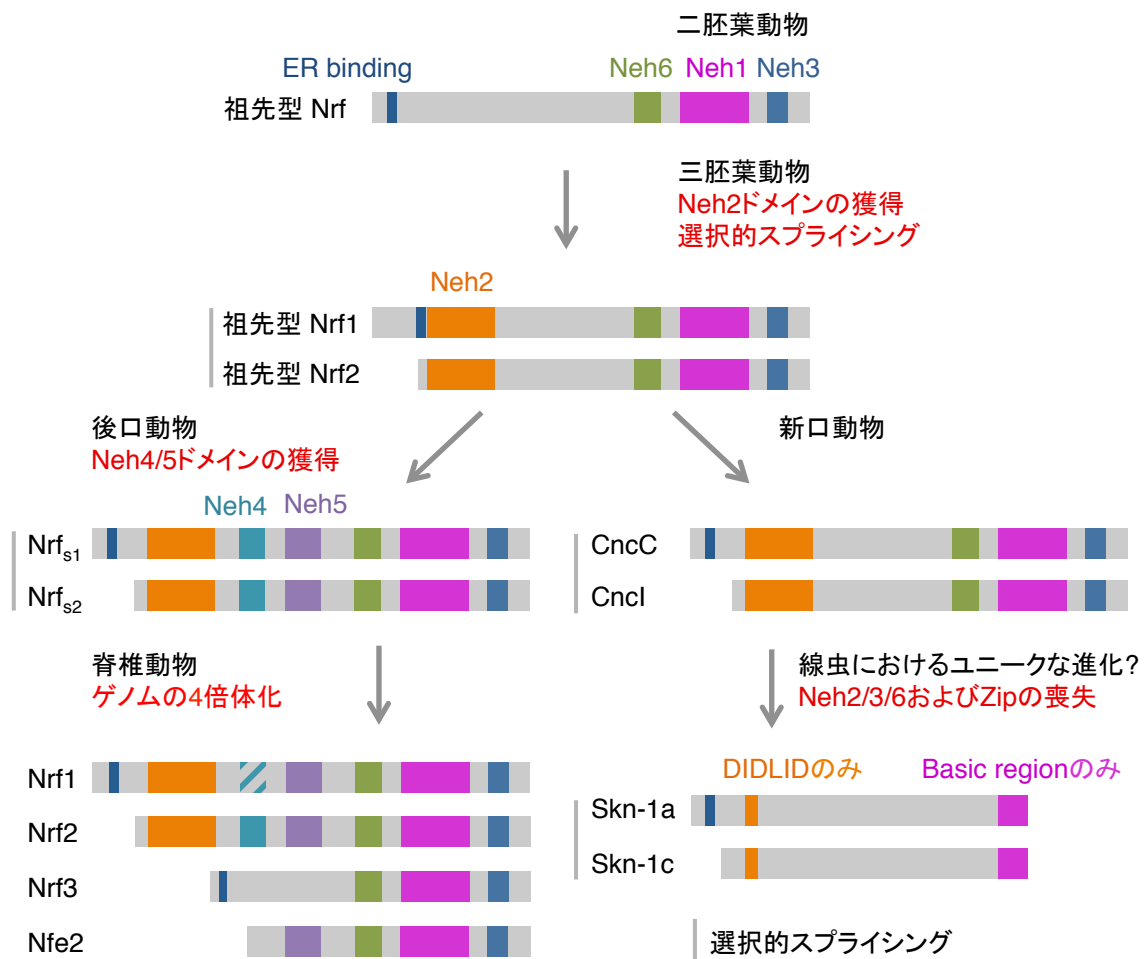 二胚葉動物
ER binding Neh6 Neh1 Neh3
祖先型 Nrf
三胚葉動物
Neh2ドメインの獲得
選択的スプライシング
Neh2
祖先型 Nrf1
祖先型 Nrf2
後口動物
Neh4/5ドメインの獲得
新口動物
Neh4 Neh5
Nrfs1
Nrfs2
CncC
CncI
脊椎動物
ゲノムの4倍体化
線虫におけるユニークな進化?
Neh2/3/6およびZipの喪失
Nrf1
Nrf2
Nrf3
Nfe2
DIDLIDのみ Basic regionのみ
Skn-1a
Skn-1c
選択的スプライシング